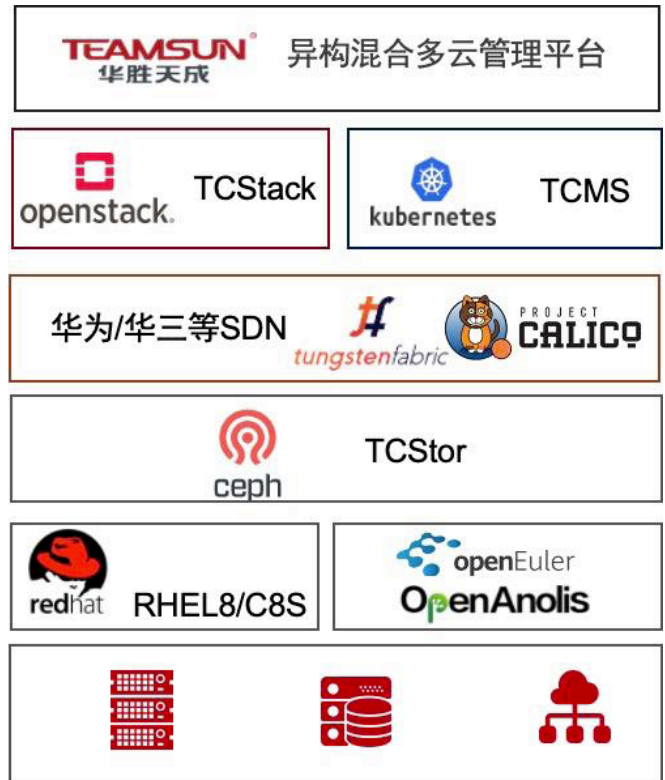 TEAMSUN®
华胜天成
异构混合多云管理平台
openstack.
TCStack
kubernetes
TCMS
华为/华三等SDN
tungstenfabric
PROJECT
CALICO
ceph
TCStor
redhat
RHEL8/C8S
openEuler
OpenAnolis